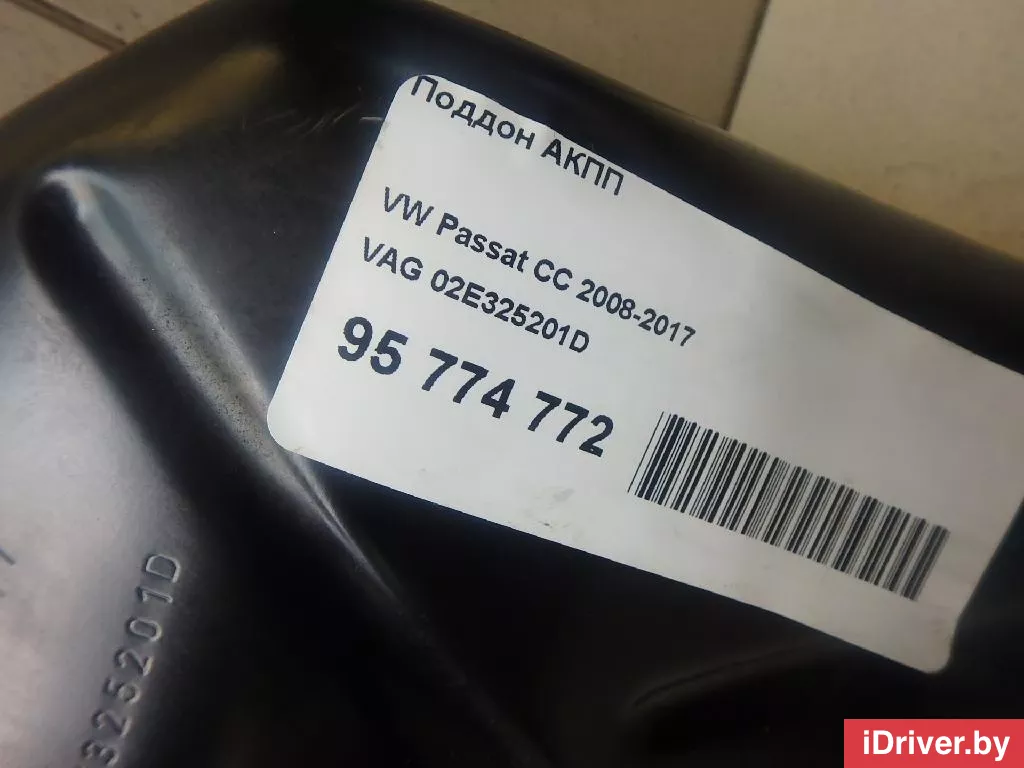 Поддон АКПП
VW Passat CC 2008-2017
VAG 02E325201D
95 774 772
325201D
iDriver.by